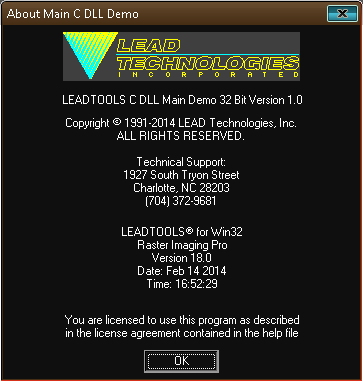 About Main C DLL Demo
LEAD
TECHNOLOGIES
INCORPORATED
LEADTOOLS C DLL Main Demo 32 Bit Version 1.0
Copyright © 1991-2014 LEAD Technologies, Inc.
ALL RIGHTS RESERVED.
Technical Support:
1927 South Tryon Street
Charlotte, NC 28203
(704) 372-9681
LEADTOOLS® for Win32
Raster Imaging Pro
Version 18.0
Date: Feb 14 2014
Time: 16:52:29
You are licensed to use this program as described
in the license agreement contained in the help file
OK